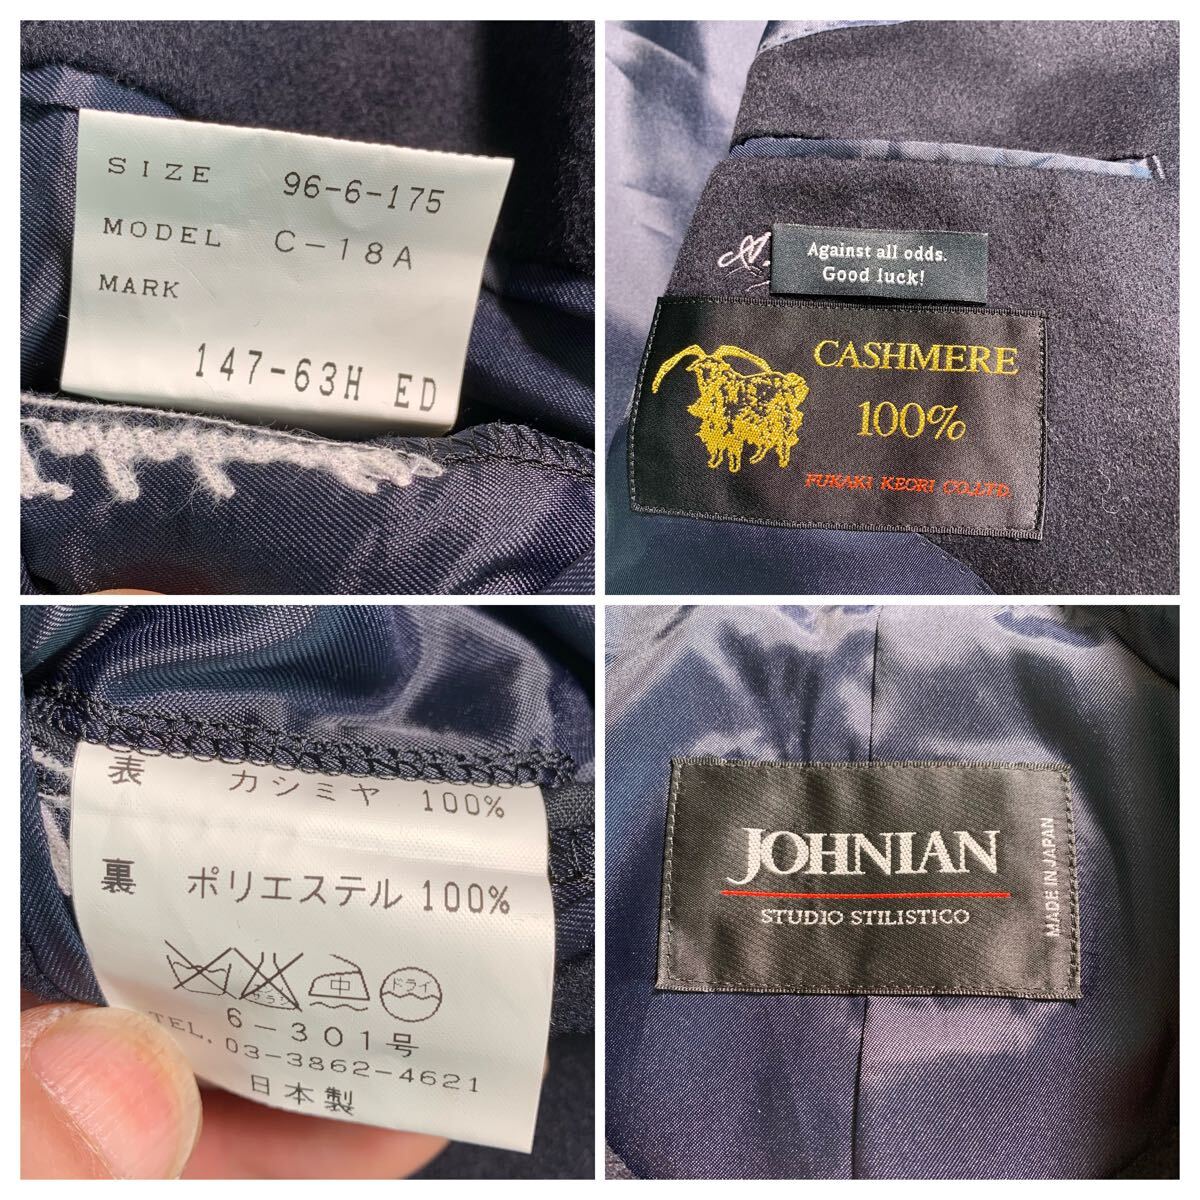 SIZE 96-6-175
MODEL C-18A
MARK
147-63H ED
Against all odds.
Good luck!
CASHMERE
100%
FUKAKI KEORI CO.,LTD.
表 カシミヤ 100%
裏 ポリエステル 100%
中 ドライ
6-301号
TEL.03-3862-4621
日本製
JOHNIAN
STUDIO STILISTICO
MADE IN JAPAN